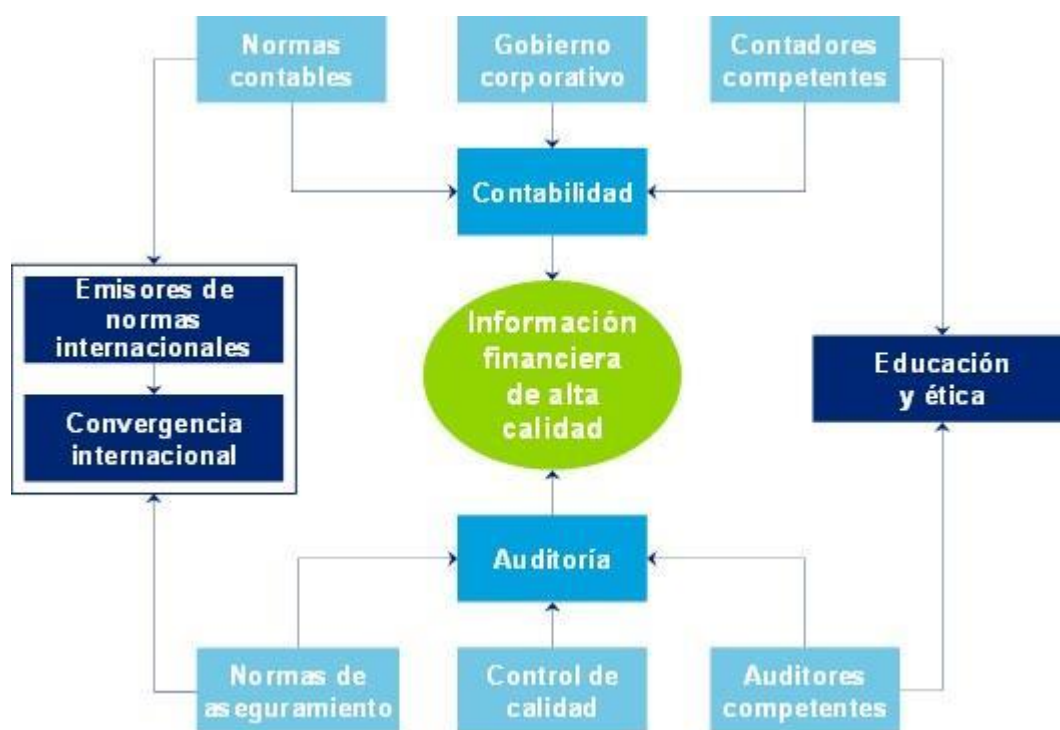 Normas
contables
Gobierno
corporativo
Contadores
competentes
Contabilidad
Emisores de
normas
internacionales
Convergencia
internacional
Información
financiera
de alta
calidad
Educación
y ética
Auditoría
Normas de
aseguramiento
Control de
calidad
Auditores
competentes